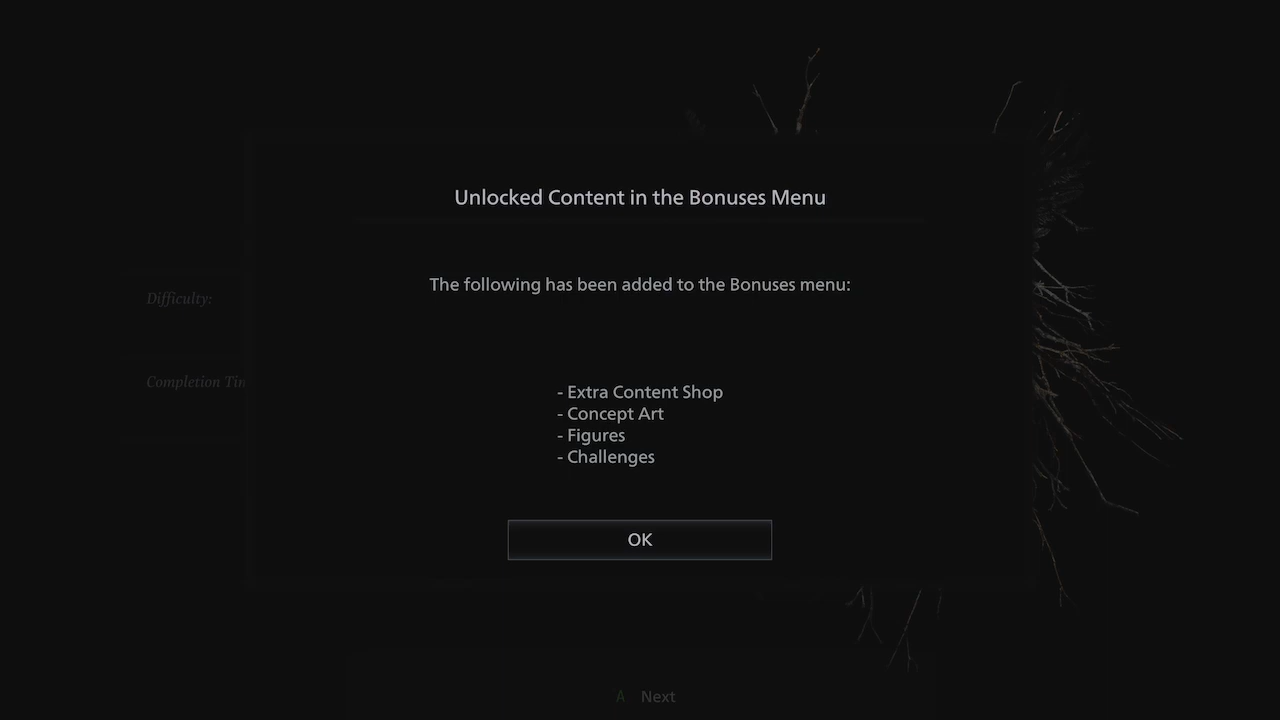 Unlocked Content in the Bonuses Menu
The following has been added to the Bonuses menu:
Difficulty:
Completion Tim
- Extra Content Shop
- Concept Art
- Figures
- Challenges
OK
A Next